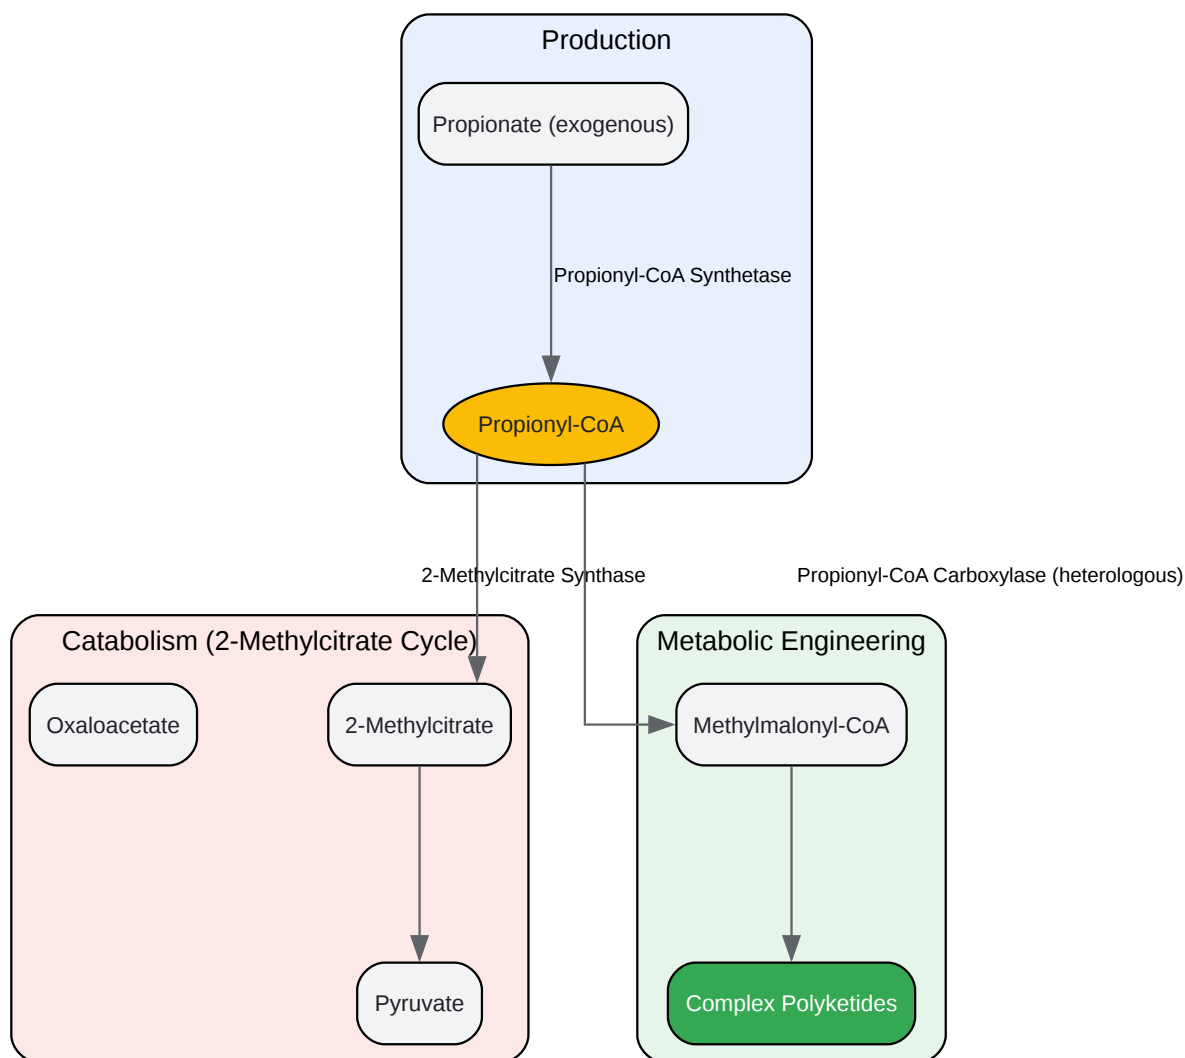 Production
Propionate (exogenous)
Propionyl-CoA Synthetase
Propionyl-CoA
2-Methylcitrate Synthase
Propionyl-CoA Carboxylase (heterologous)
Catabolism (2-Methylcitrate Cycle)
Metabolic Engineering
Oxaloacetate
2-Methylcitrate
Methylmalonyl-CoA
Pyruvate
Complex Polyketides